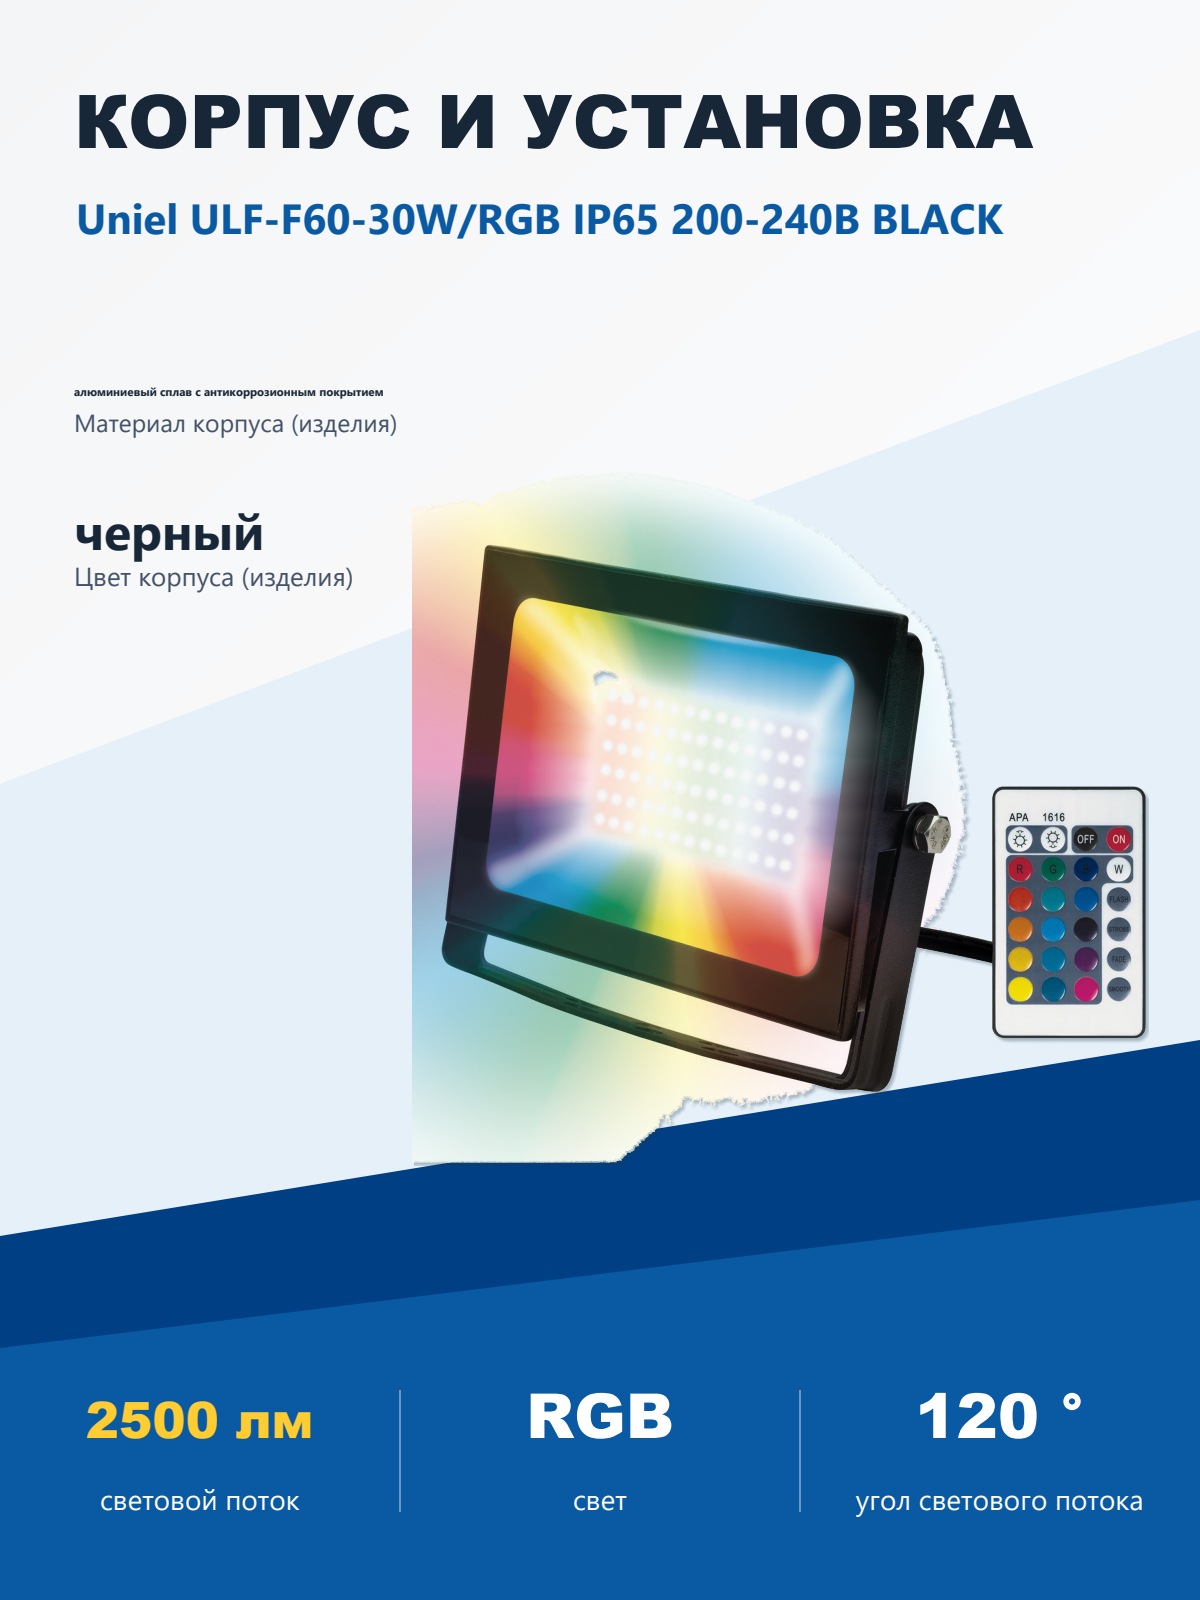 КОРПУС И УСТАНОВКА
Uniel ULF-F60-30W/RGB IP65 200-240В BLACK
алюминиевый сплав с антикоррозионным покрытием
Материал корпуса (изделия)
черный
Цвет корпуса (изделия)
APA 1616
OFF ON
R G B W
FLASH
STROBE
FADE
SMOOTH
2500 лм
RGB
120 °
световой поток
свет
угол светового потока